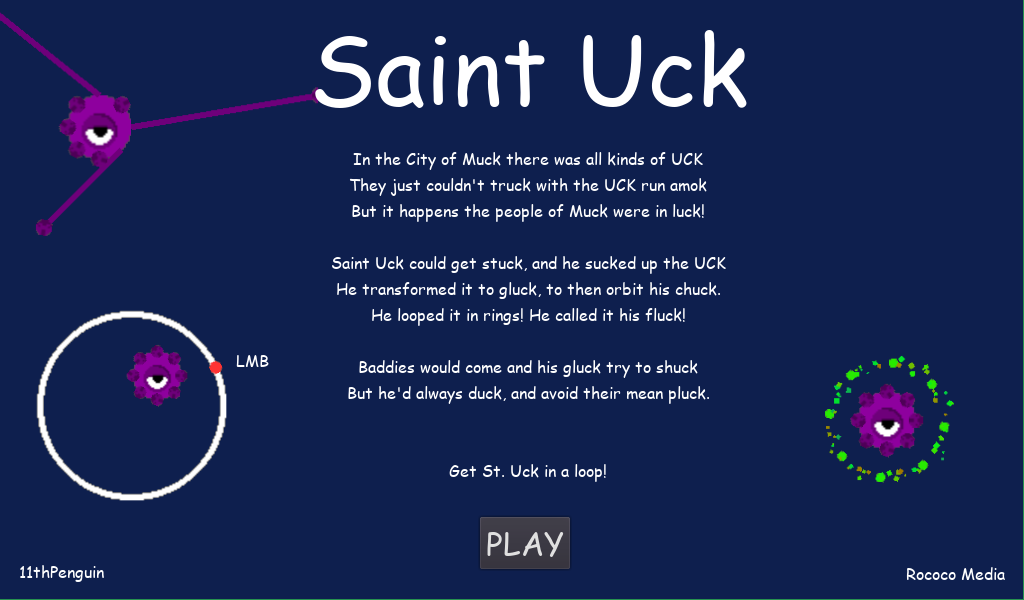 Saint Uck
In the City of Muck there was all kinds of UCK
They just couldn't truck with the UCK run amok
But it happens the people of Muck were in luck!
Saint Uck could get stuck, and he sucked up the UCK
He transformed it to gluck, to then orbit his chuck.
He looped it in rings! He called it his fluck!
Baddies would come and his gluck try to shuck
But he'd always duck, and avoid their mean pluck.
LMB
Get St. Uck in a loop!
PLAY
11thPenguin
Rococo Media